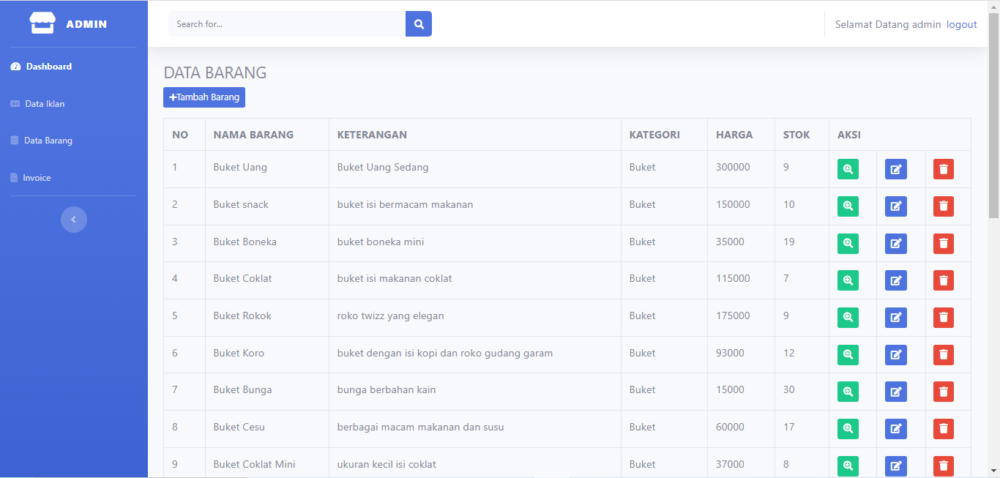 ADMIN
Search for...
Selamat Datang admin logout
Dashboard
Data Iklan
Data Barang
Invoice
DATA BARANG
+Tambah Barang
NO NAMA BARANG KETERANGAN KATEGORI HARGA STOK AKSI
1 Buket Uang Buket Uang Sedang Buket 300000 9
2 Buket snack buket isi bermacam makanan Buket 150000 10
3 Buket Boneka buket boneka mini Buket 35000 19
4 Buket Coklat buket isi makanan coklat Buket 115000 7
5 Buket Rokok roko twizz yang elegan Buket 175000 9
6 Buket Koro buket dengan isi kopi dan roko gudang garam Buket 93000 12
7 Buket Bunga bunga berbahan kain Buket 15000 30
8 Buket Cesu berbagai macam makanan dan susu Buket 60000 17
9 Buket Coklat Mini ukuran kecil isi coklat Buket 37000 8